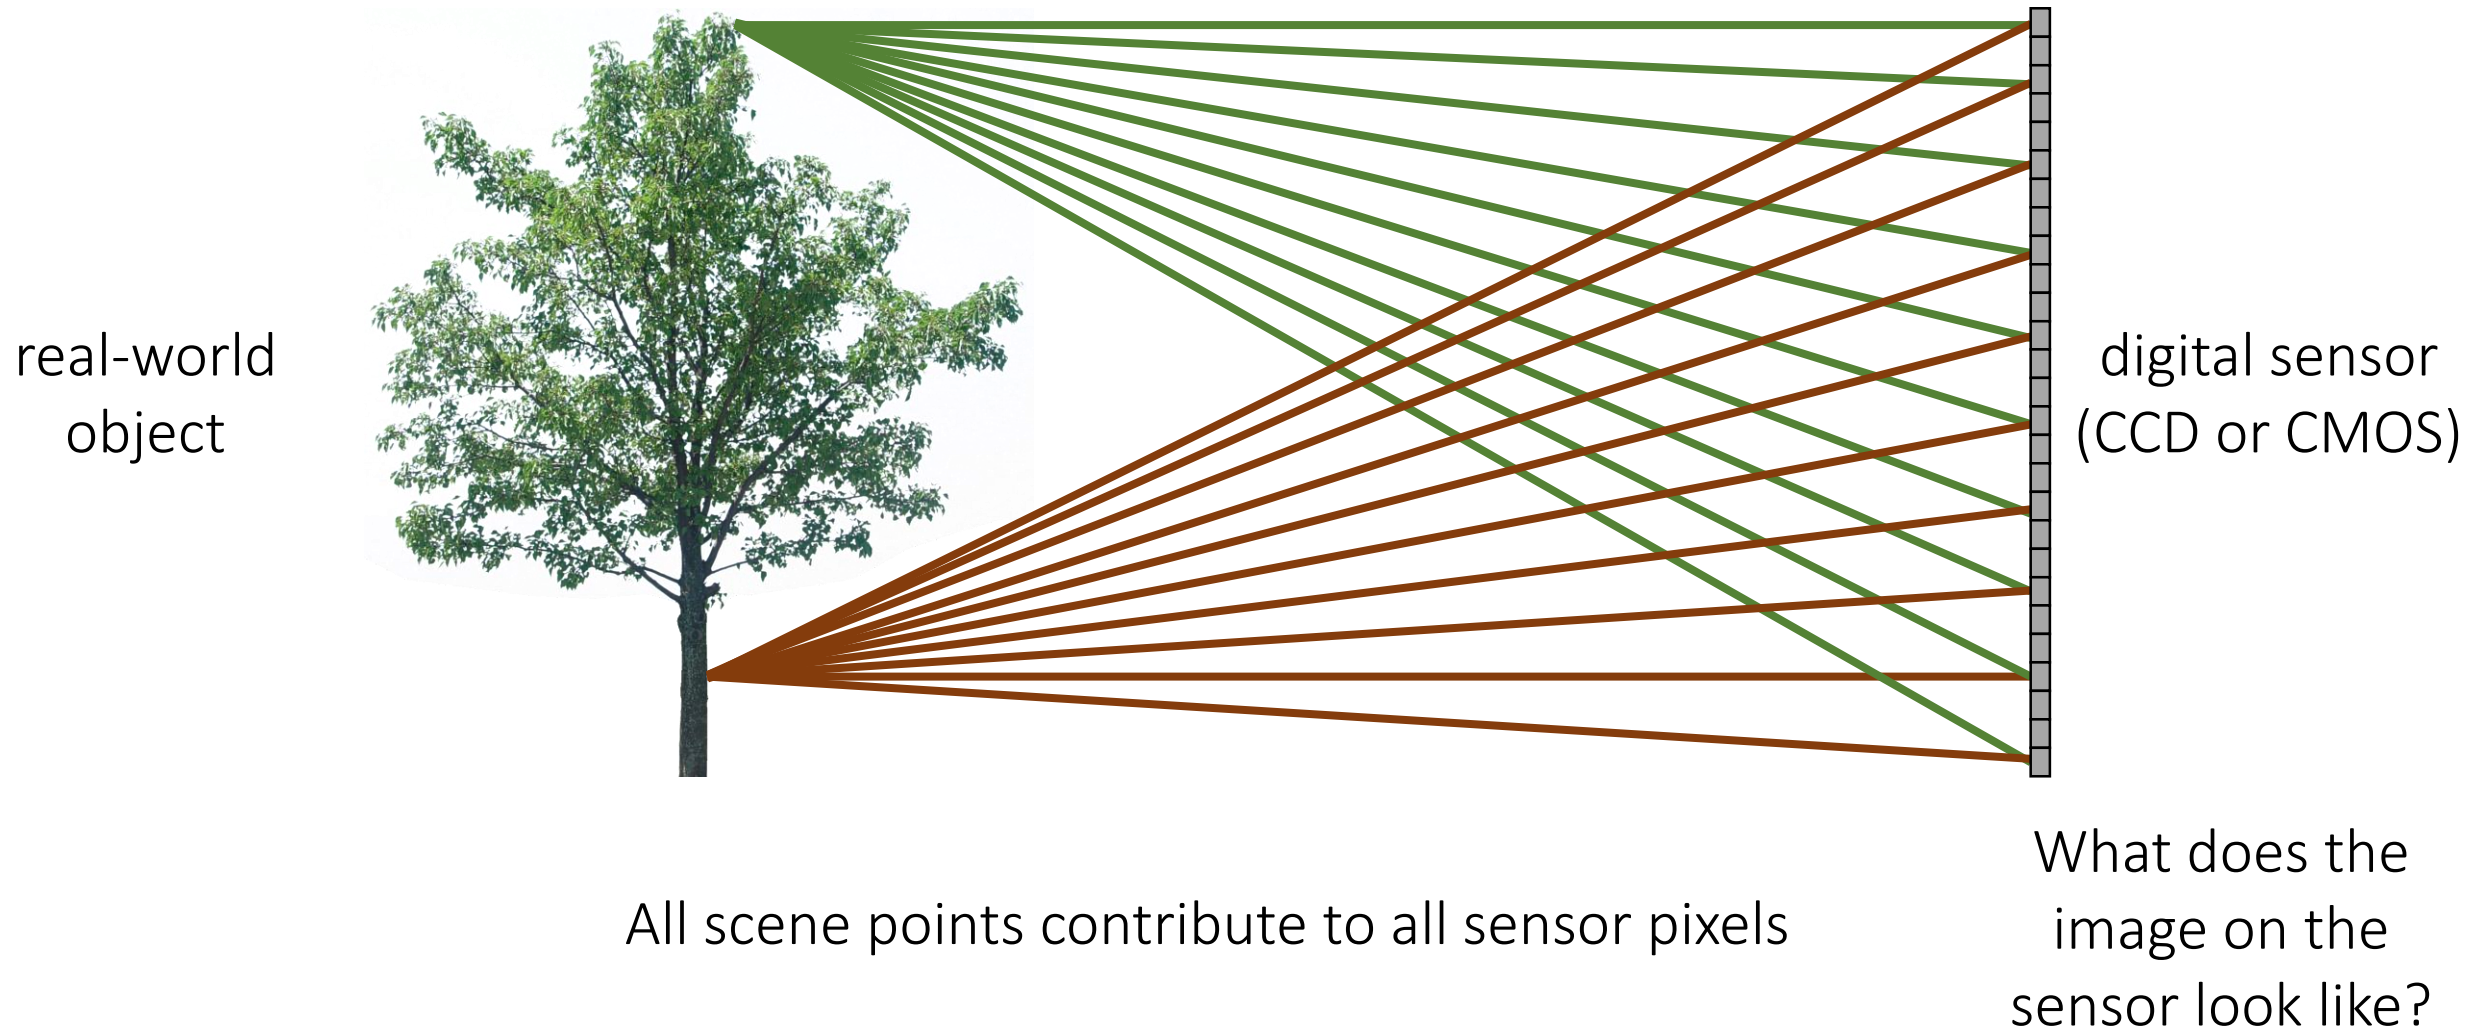 real-world
object
digital sensor
(CCD or CMOS)
All scene points contribute to all sensor pixels
What does the
image on the
sensor look like?